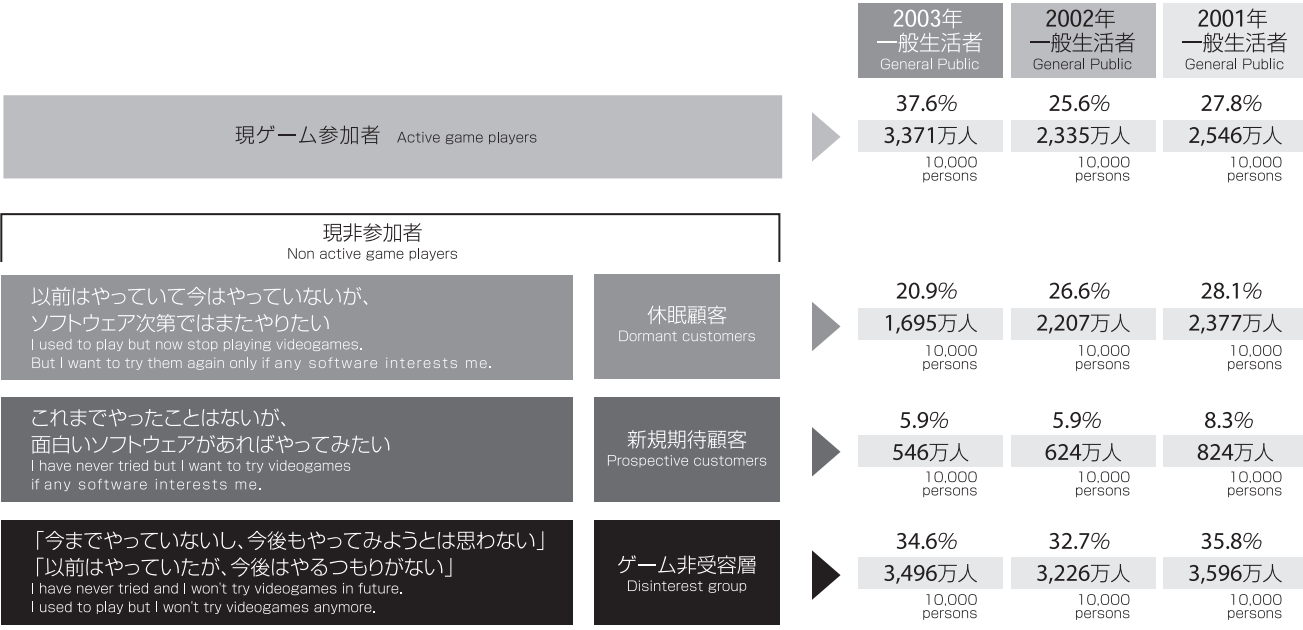 2003年
一般生活者
General Public
2002年
一般生活者
General Public
2001年
一般生活者
General Public
現ゲーム参加者 Active game players
37.6%
3,371万人
10,000
persons
25.6%
2,335万人
10,000
persons
27.8%
2,546万人
10,000
persons
現非参加者
Non active game players
以前はやっていて今はやっていないが、
ソフトウェア次第ではまたやりたい
I used to play but now stop playing videogames.
But I want to try them again only if any software interests me.
休眠顧客
Dormant customers
20.9%
1,695万人
10,000
persons
26.6%
2,207万人
10,000
persons
28.1%
2,377万人
10,000
persons
これまでやったことはないが、
面白いソフトウェアがあればやってみたい
I have never tried but I want to try videogames
if any software interests me.
新規期待顧客
Prospective customers
5.9%
546万人
10,000
persons
5.9%
624万人
10,000
persons
8.3%
824万人
10,000
persons
「今までやっていないし、今後もやってみようとは思わない」
「以前はやっていたが、今後はやるつもりがない」
I have never tried and I won't try videogames in future.
I used to play but I won't try videogames anymore.
ゲーム非受容層
Disinterest group
34.6%
3,496万人
10,000
persons
32.7%
3,226万人
10,000
persons
35.8%
3,596万人
10,000
persons